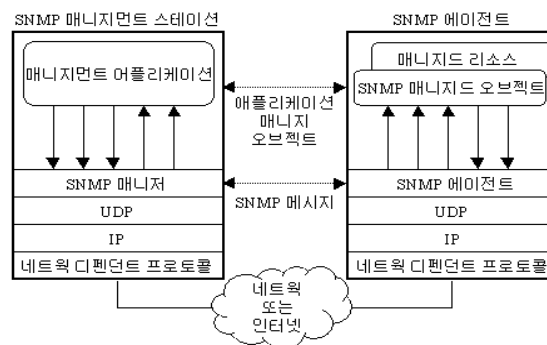 SNMP 매니지먼트 스테이션
매니지먼트 어플리케이션
SNMP 매니저
UDP
IP
네트웍 디펜던트 프로토콜
애플리케이션
매니지
오브젝트
SNMP 메시지
SNMP 에이전트
매니지드 리소스
SNMP 매니지드 오브젝트
SNMP 에이전트
UDP
IP
네트웍 디펜던트 프로토콜
네트웍
또는
인터넷